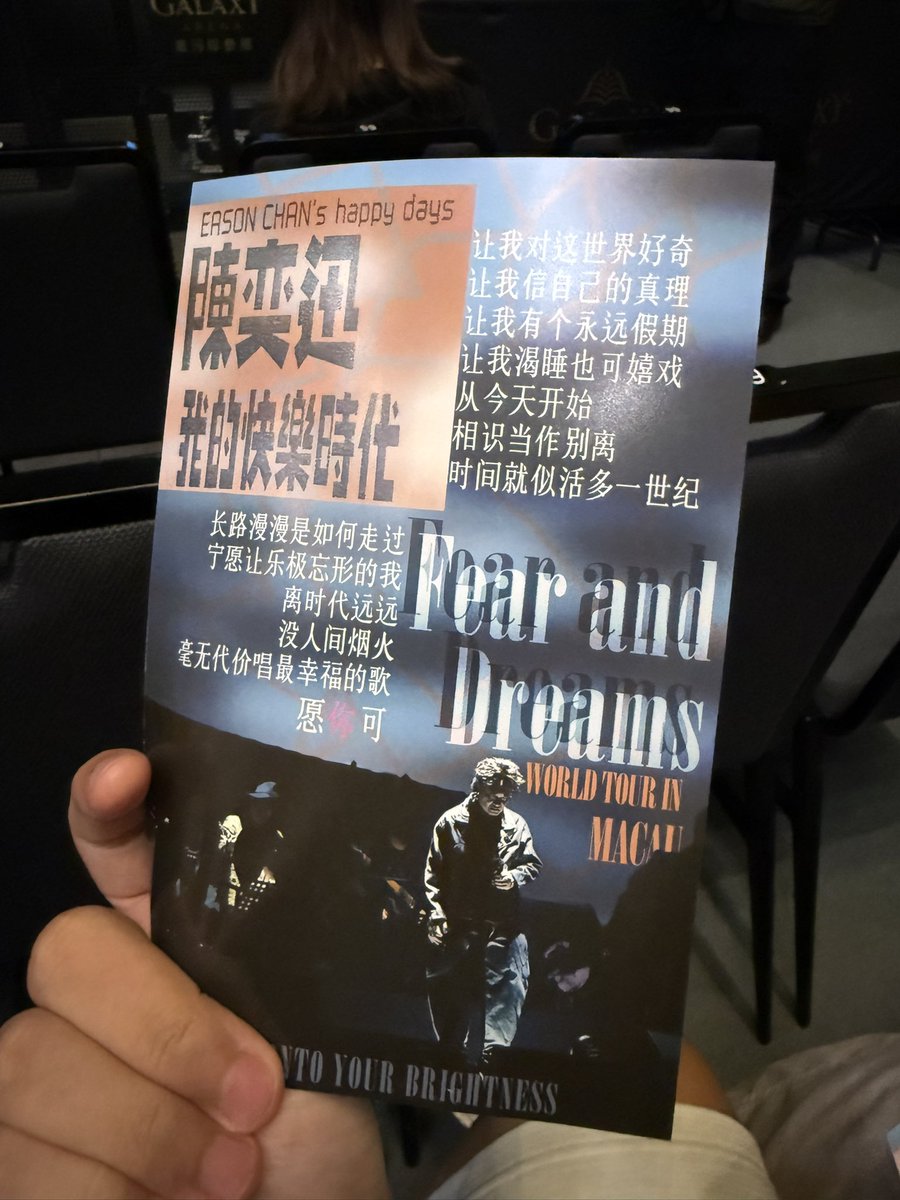 GALAXY
EASON CHAN's happy days
陳奕迅
我的快樂時代
让我对这世界好奇
让我信自己的真理
让我有个永远假期
让我渴睡也可嬉戏
从今天开始
相识当作别离
时间就似活多一世纪
长路漫漫是如何走过
宁愿让乐极忘形的我
离时代远远
没人间烟火
毫无代价唱最幸福的歌
愿你可
Fear and
Dreams
WORLD TOUR IN
MACAU
INTO YOUR BRIGHTNESS